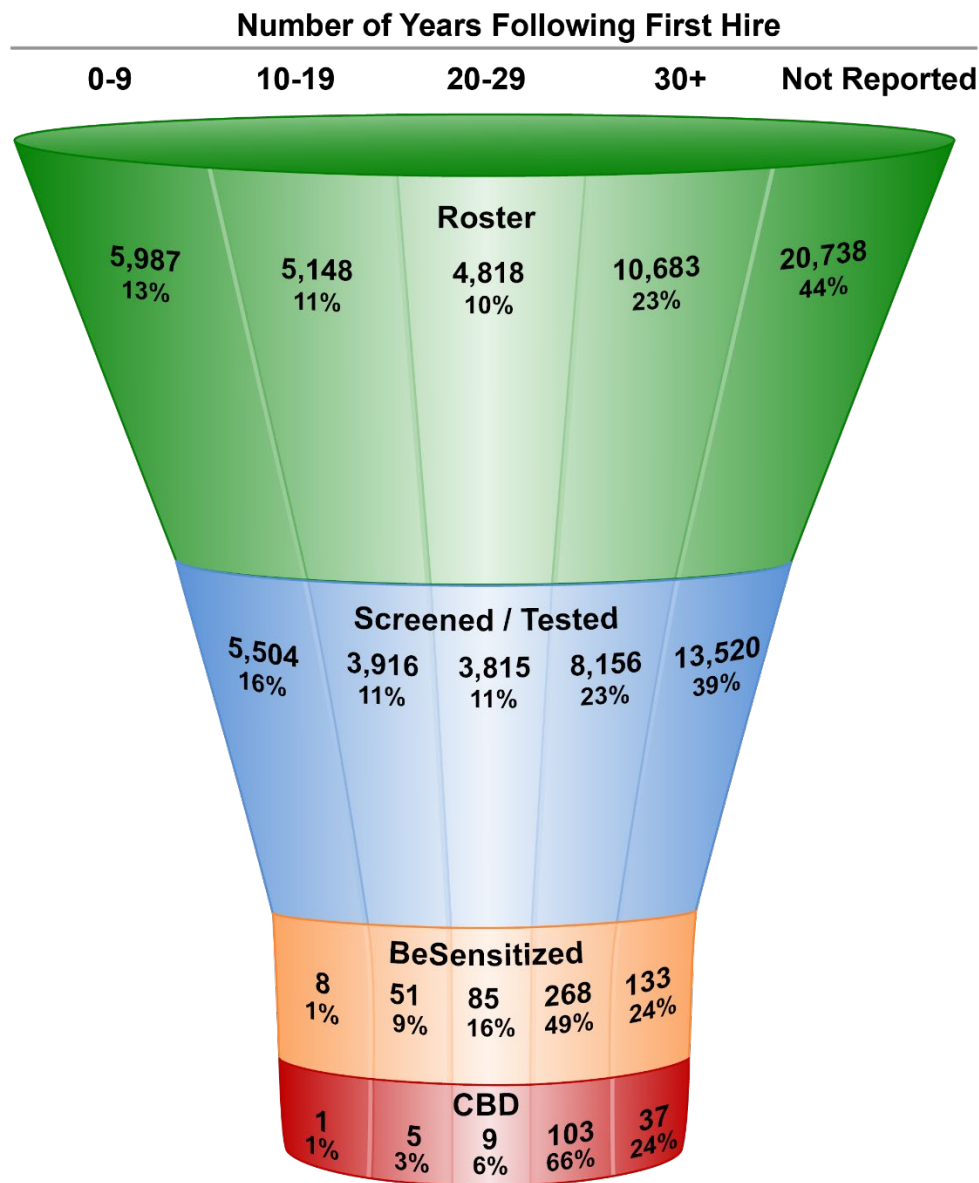 Number of Years Following First Hire
0-9 10-19 20-29 30+ Not Reported
Roster
5,987 5,148 4,818 10,683 20,738
13% 11% 10% 23% 44%
Screened / Tested
5,504 3,916 3,815 8,156 13,520
16% 11% 11% 23% 39%
BeSensitized
8 51 85 268 133
1% 9% 16% 49% 24%
CBD
1 5 9 103 37
1% 3% 6% 66% 24%